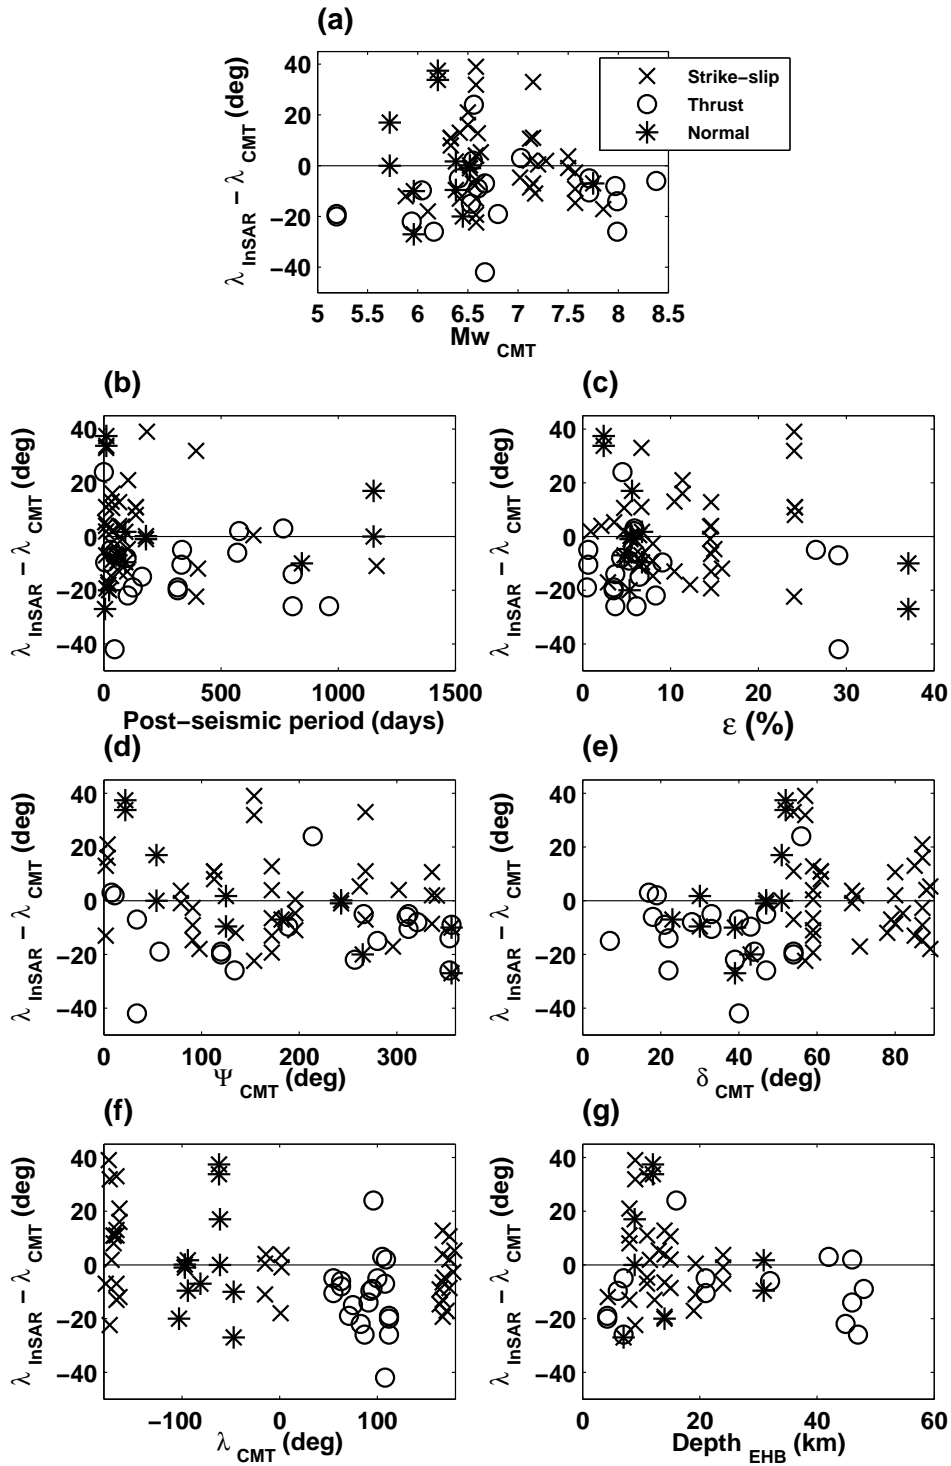 (a)
40
20
0
−20
−40
λ InSAR − λ CMT (deg)
5 5.5 6 6.5 7 7.5 8 8.5
Mw CMT
Strike−slip
Thrust
Normal
(b)
40
20
0
−20
−40
λ InSAR − λ CMT (deg)
0 500 1000 1500
Post−seismic period (days)
(c)
40
20
0
−20
−40
λ InSAR − λ CMT (deg)
0 10 20 30 40
ε (%)
(d)
40
20
0
−20
−40
λ InSAR − λ CMT (deg)
0 100 200 300
Ψ CMT (deg)
(e)
40
20
0
−20
−40
λ InSAR − λ CMT (deg)
0 20 40 60 80
δ CMT (deg)
(f)
40
20
0
−20
−40
λ InSAR − λ CMT (deg)
−100 0 100
λ CMT (deg)
(g)
40
20
0
−20
−40
λ InSAR − λ CMT (deg)
0 20 40 60
Depth EHB (km)